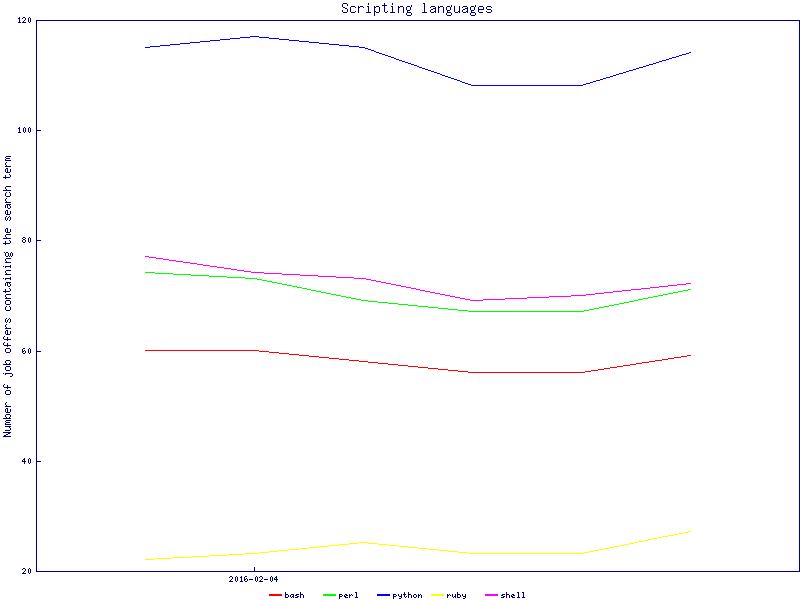 Scripting languages
120
100
80
60
40
20
Number of job offers containing the search term
2016-02-04
bash perl python ruby shell